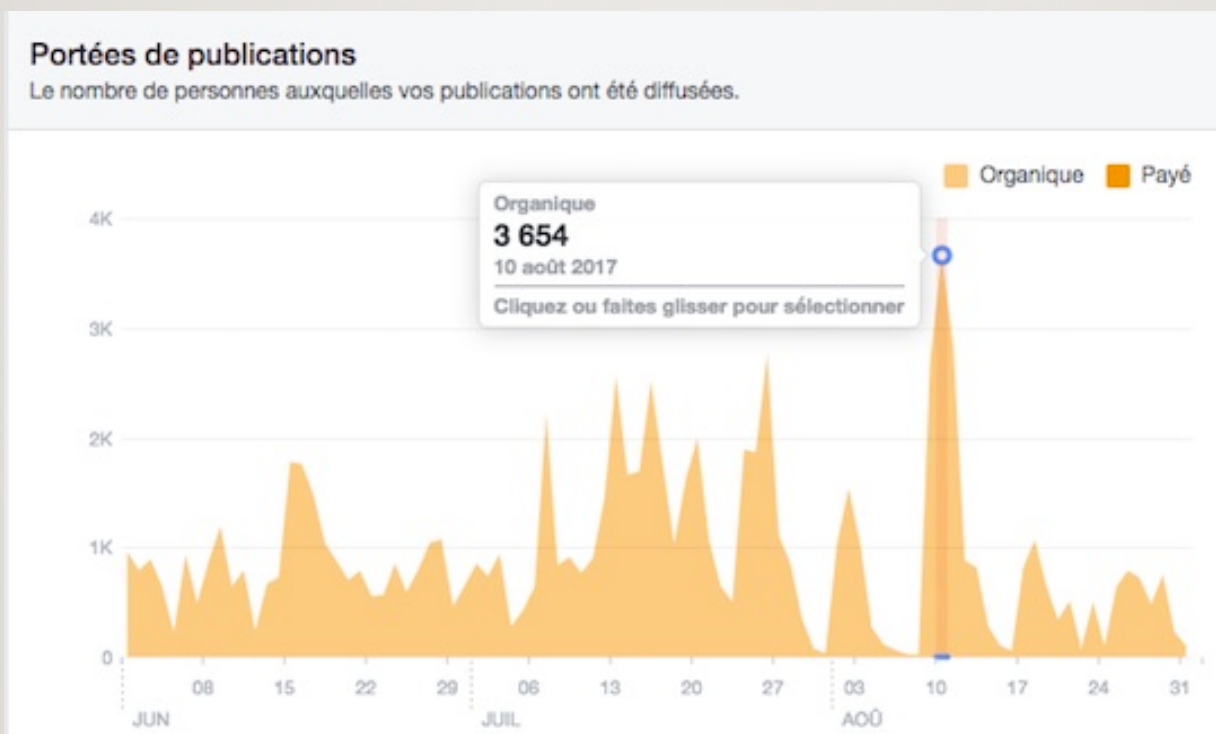 Portées de publications
Le nombre de personnes auxquelles vos publications ont été diffusées.
Organique Payé
Organique
3 654
10 août 2017
Cliquez ou faites glisser pour sélectionner
4K
3K
2K
1K
0
08 15 22 29 06 13 20 27 03 10 17 24 31
JUN JUIL AOÛ